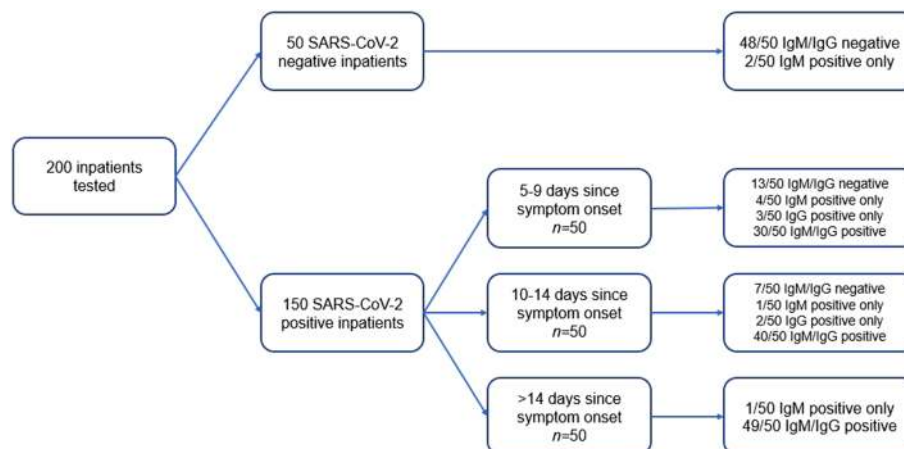 50 SARS-CoV-2
negative inpatients
48/50 IgM/IgG negative
2/50 IgM positive only
200 inpatients
tested
5-9 days since
symptom onset
n=50
13/50 IgM/IgG negative
4/50 IgM positive only
3/50 IgG positive only
30/50 IgM/IgG positive
150 SARS-CoV-2
positive inpatients
10-14 days since
symptom onset
n=50
7/50 IgM/IgG negative
1/50 IgM positive only
2/50 IgG positive only
40/50 IgM/IgG positive
>14 days since
symptom onset
n=50
1/50 IgM positive only
49/50 IgM/IgG positive